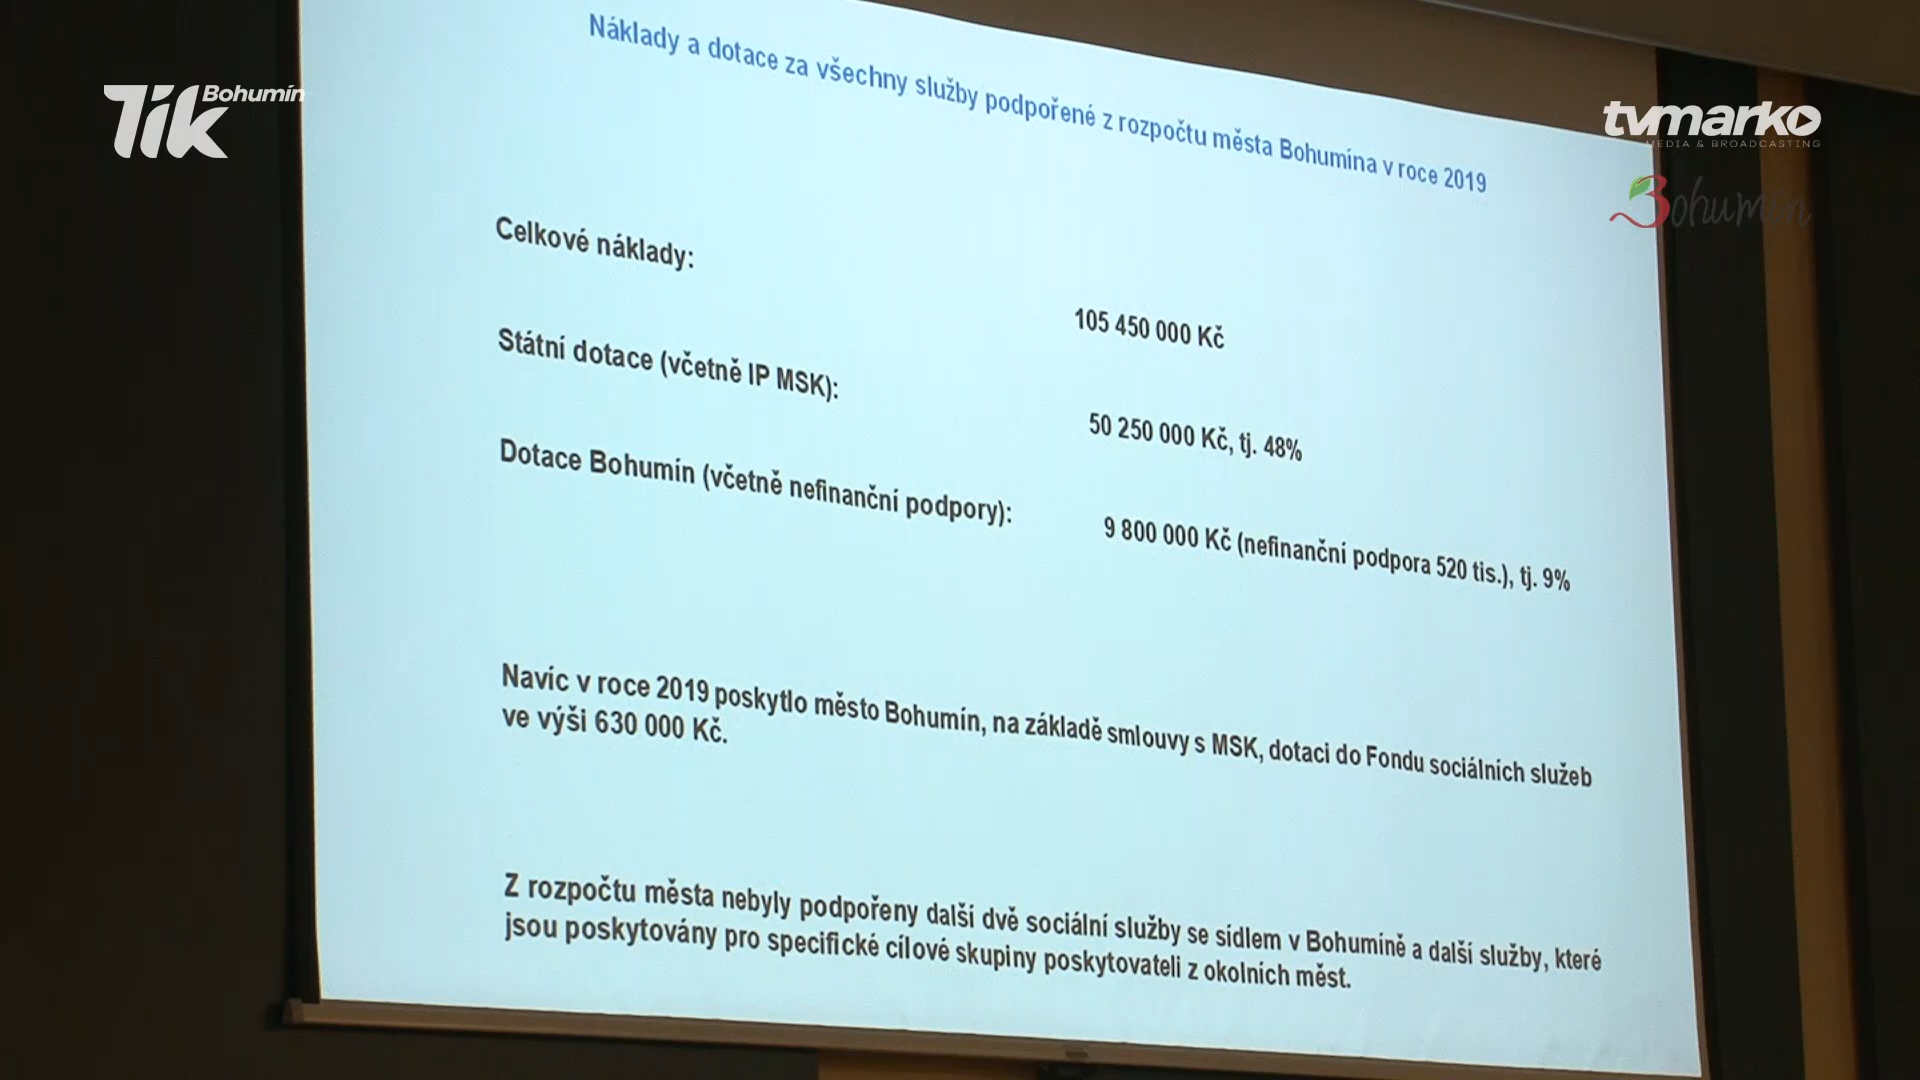 Náklady a dotace za všechny služby podpořené z rozpočtu města Bohumína v roce 2019
Tik Bohumín
tvmarko
MEDIA & BROADCASTING
Bohumín
Celkové náklady:
105 450 000 Kč
Státní dotace (včetně IP MSK):
50 250 000 Kč, tj. 48%
Dotace Bohumín (včetně nefinanční podpory):
9 800 000 Kč (nefinanční podpora 520 tis.), tj. 9%
Navíc v roce 2019 poskytlo město Bohumín, na základě smlouvy s MSK, dotaci do Fondu sociálních služeb
ve výši 630 000 Kč.
Z rozpočtu města nebyly podpořeny další dvě sociální služby se sídlem v Bohumíně a další služby, které
jsou poskytovány pro specifické cílové skupiny poskytovateli z okolních měst.